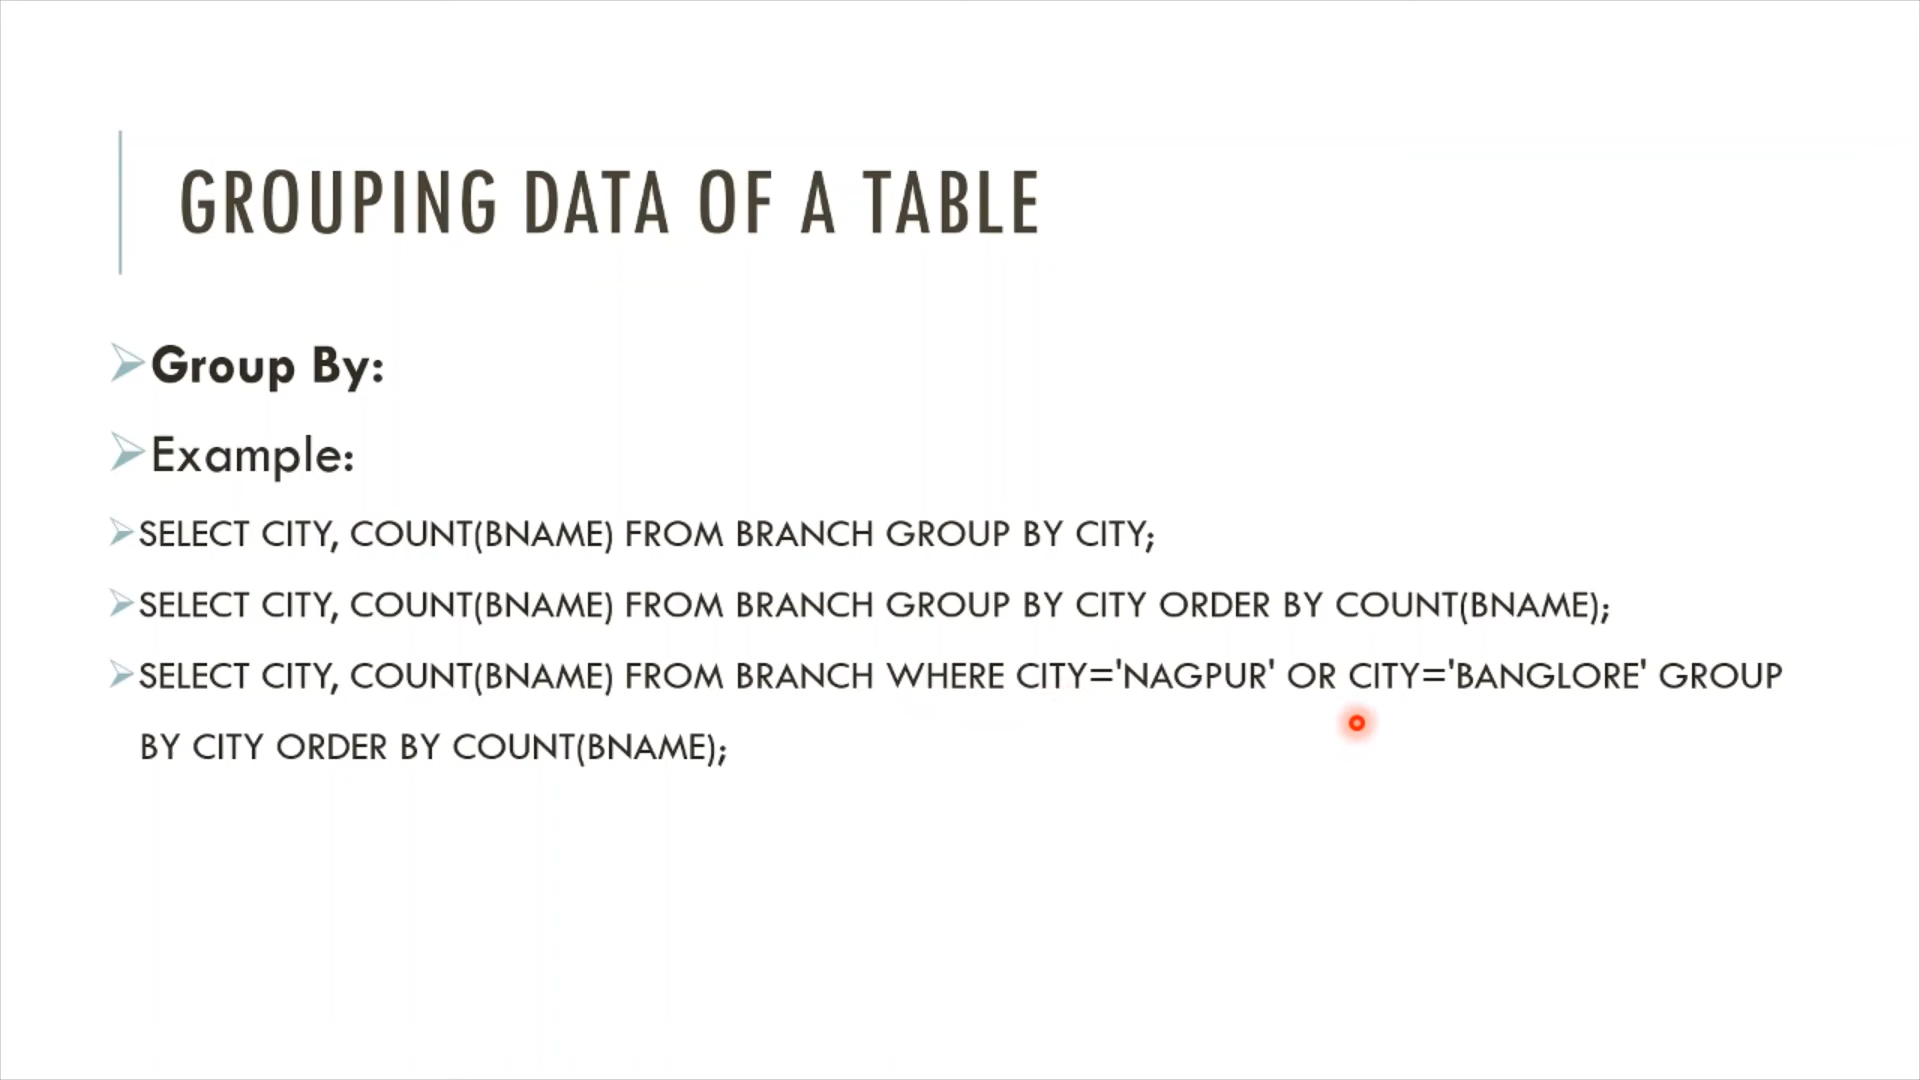 GROUPING DATA OF A TABLE
Group By:
Example:
SELECT CITY, COUNT(BNAME) FROM BRANCH GROUP BY CITY;
SELECT CITY, COUNT(BNAME) FROM BRANCH GROUP BY CITY ORDER BY COUNT(BNAME);
SELECT CITY, COUNT(BNAME) FROM BRANCH WHERE CITY='NAGPUR' OR CITY='BANGLORE' GROUP
BY CITY ORDER BY COUNT(BNAME);